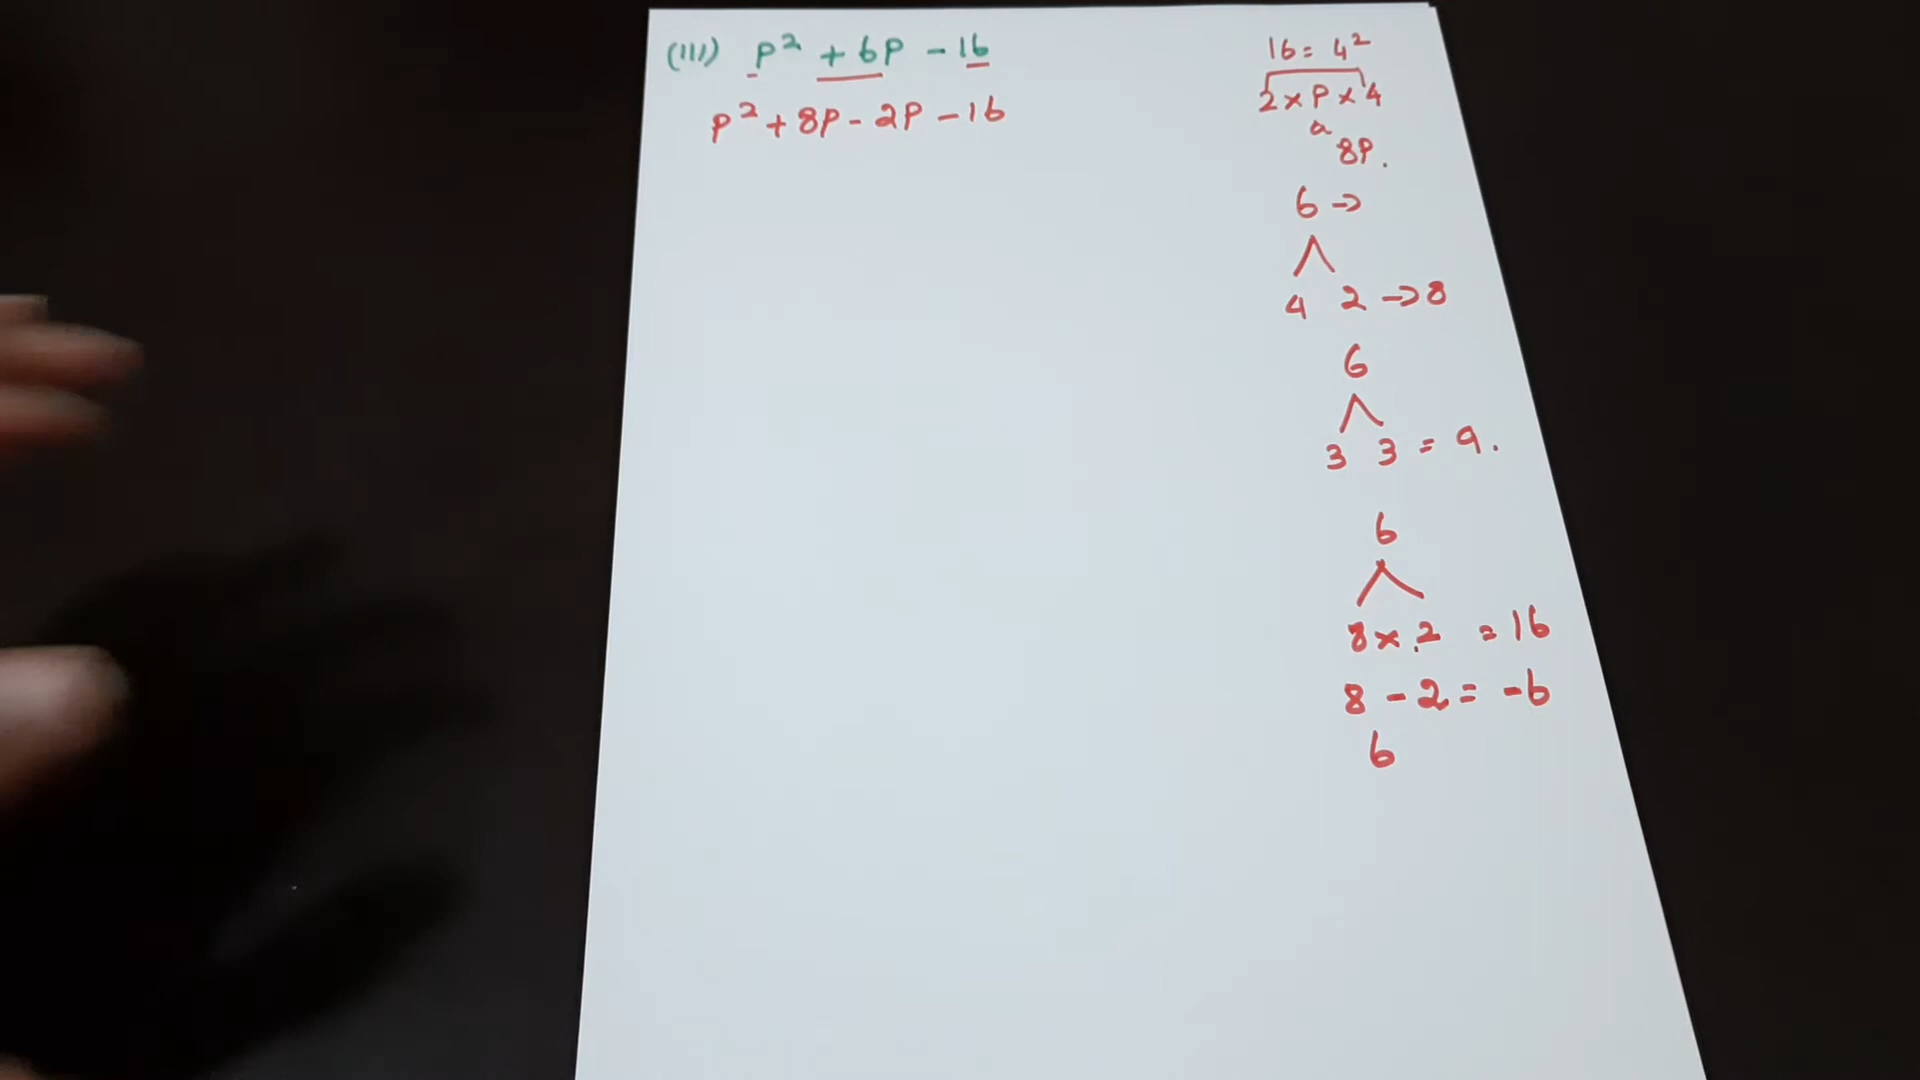 (iii) p² + 6p - 16
p² + 8p - 2p - 16
16 = 4²
2 × p × 4
a
8p.
6 →
4 2 → 8
6
3 3 = 9.
6
8 × 2 = 16
8 - 2 = -6
6